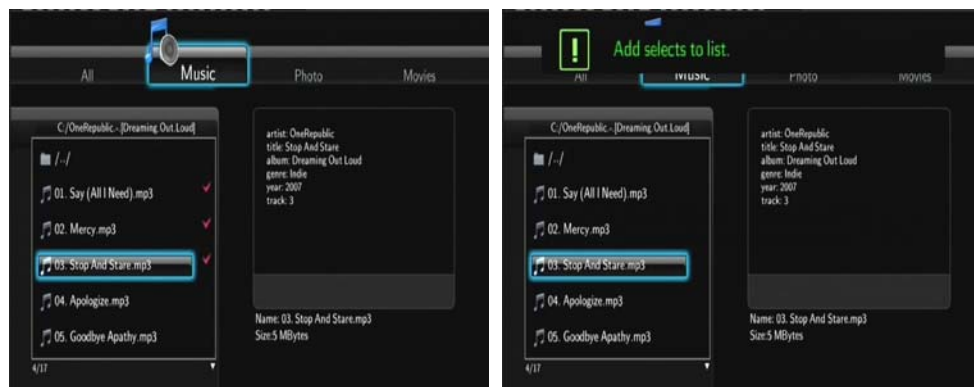 All
Music
Photo
Movies
C:/OneRepublic - [Dreaming Out Loud]
/../
01. Say (All I Need).mp3
02. Mercy.mp3
03. Stop And Stare.mp3
04. Apologize.mp3
05. Goodbye Apathy.mp3
4/17
artist: OneRepublic
title: Stop And Stare
album: Dreaming Out Loud
genre: Indie
year: 2007
track: 3
Name: 03. Stop And Stare.mp3
Size:5 MBytes
Add selects to list.
All
Music
Photo
Movies
C:/OneRepublic - [Dreaming Out Loud]
/../
01. Say (All I Need).mp3
02. Mercy.mp3
03. Stop And Stare.mp3
04. Apologize.mp3
05. Goodbye Apathy.mp3
4/17
artist: OneRepublic
title: Stop And Stare
album: Dreaming Out Loud
genre: Indie
year: 2007
track: 3
Name: 03. Stop And Stare.mp3
Size:5 MBytes